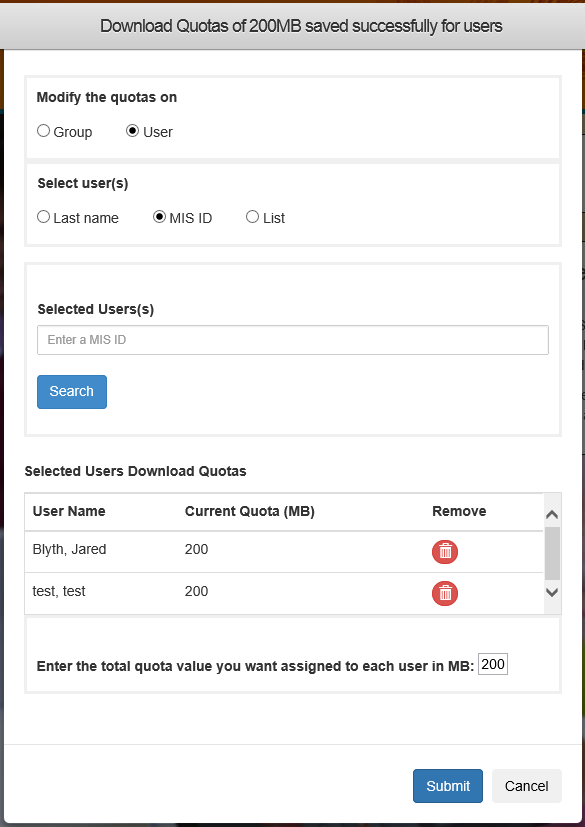 Download Quotas of 200MB saved successfully for users
Modify the quotas on
Group User
Select user(s)
Last name MIS ID List
Selected Users(s)
Enter a MIS ID
Search
Selected Users Download Quotas
User Name Current Quota (MB) Remove
Blyth, Jared 200
test, test 200
Enter the total quota value you want assigned to each user in MB: 200
Submit Cancel